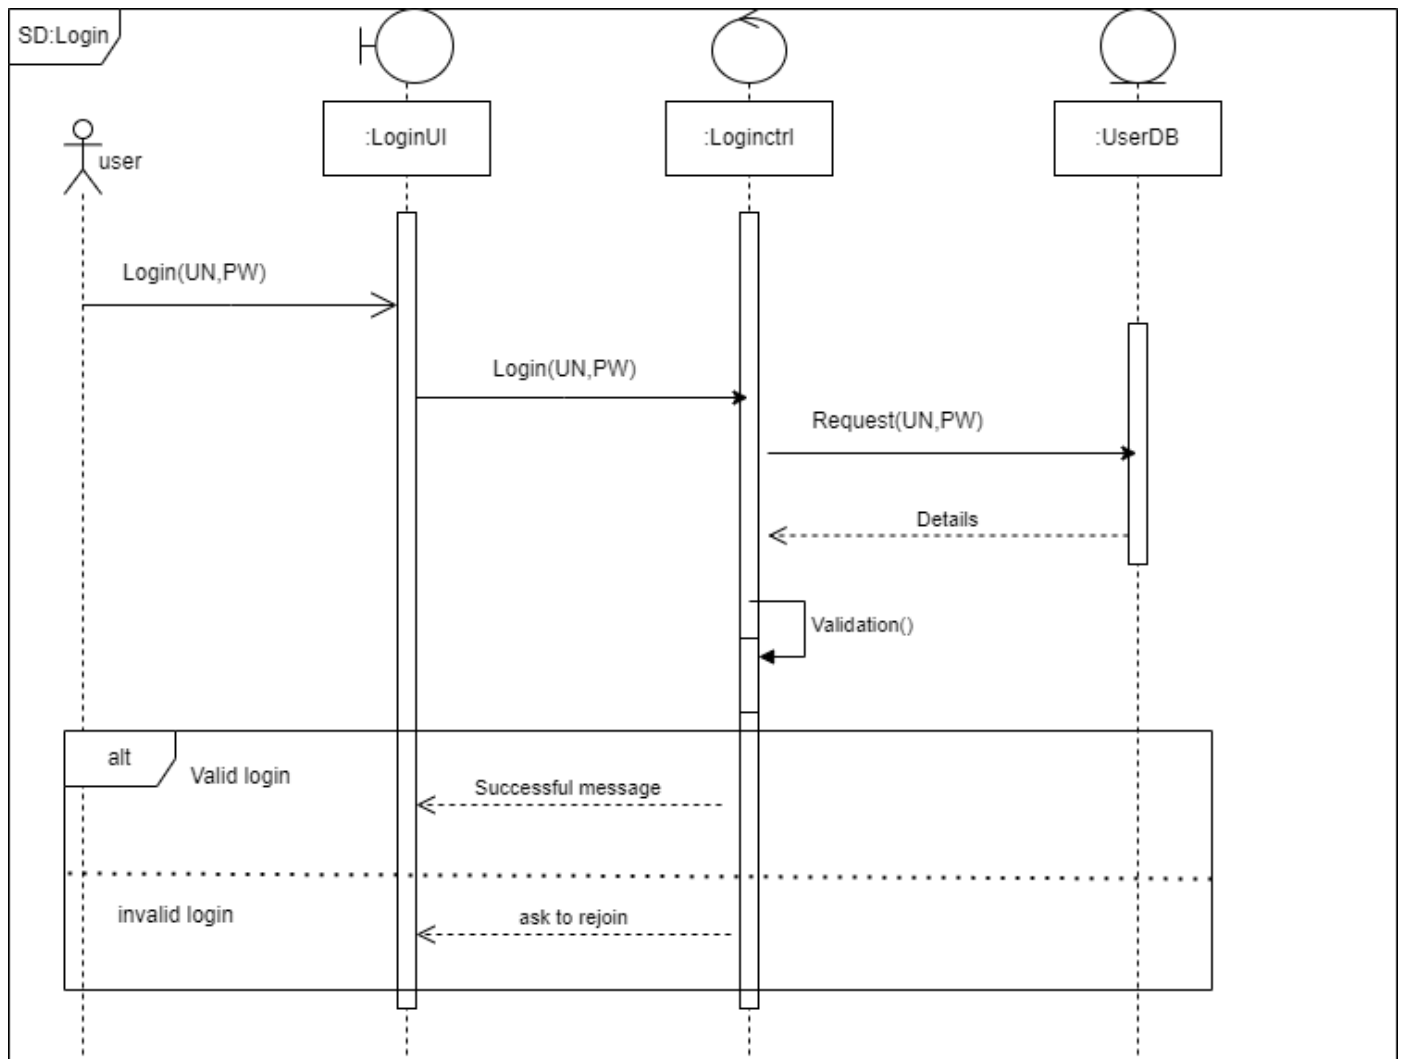 SD:Login
:LoginUI
:Loginctrl
:UserDB
user
Login(UN,PW)
Login(UN,PW)
Request(UN,PW)
Details
Validation()
alt
Valid login
Successful message
invalid login
ask to rejoin